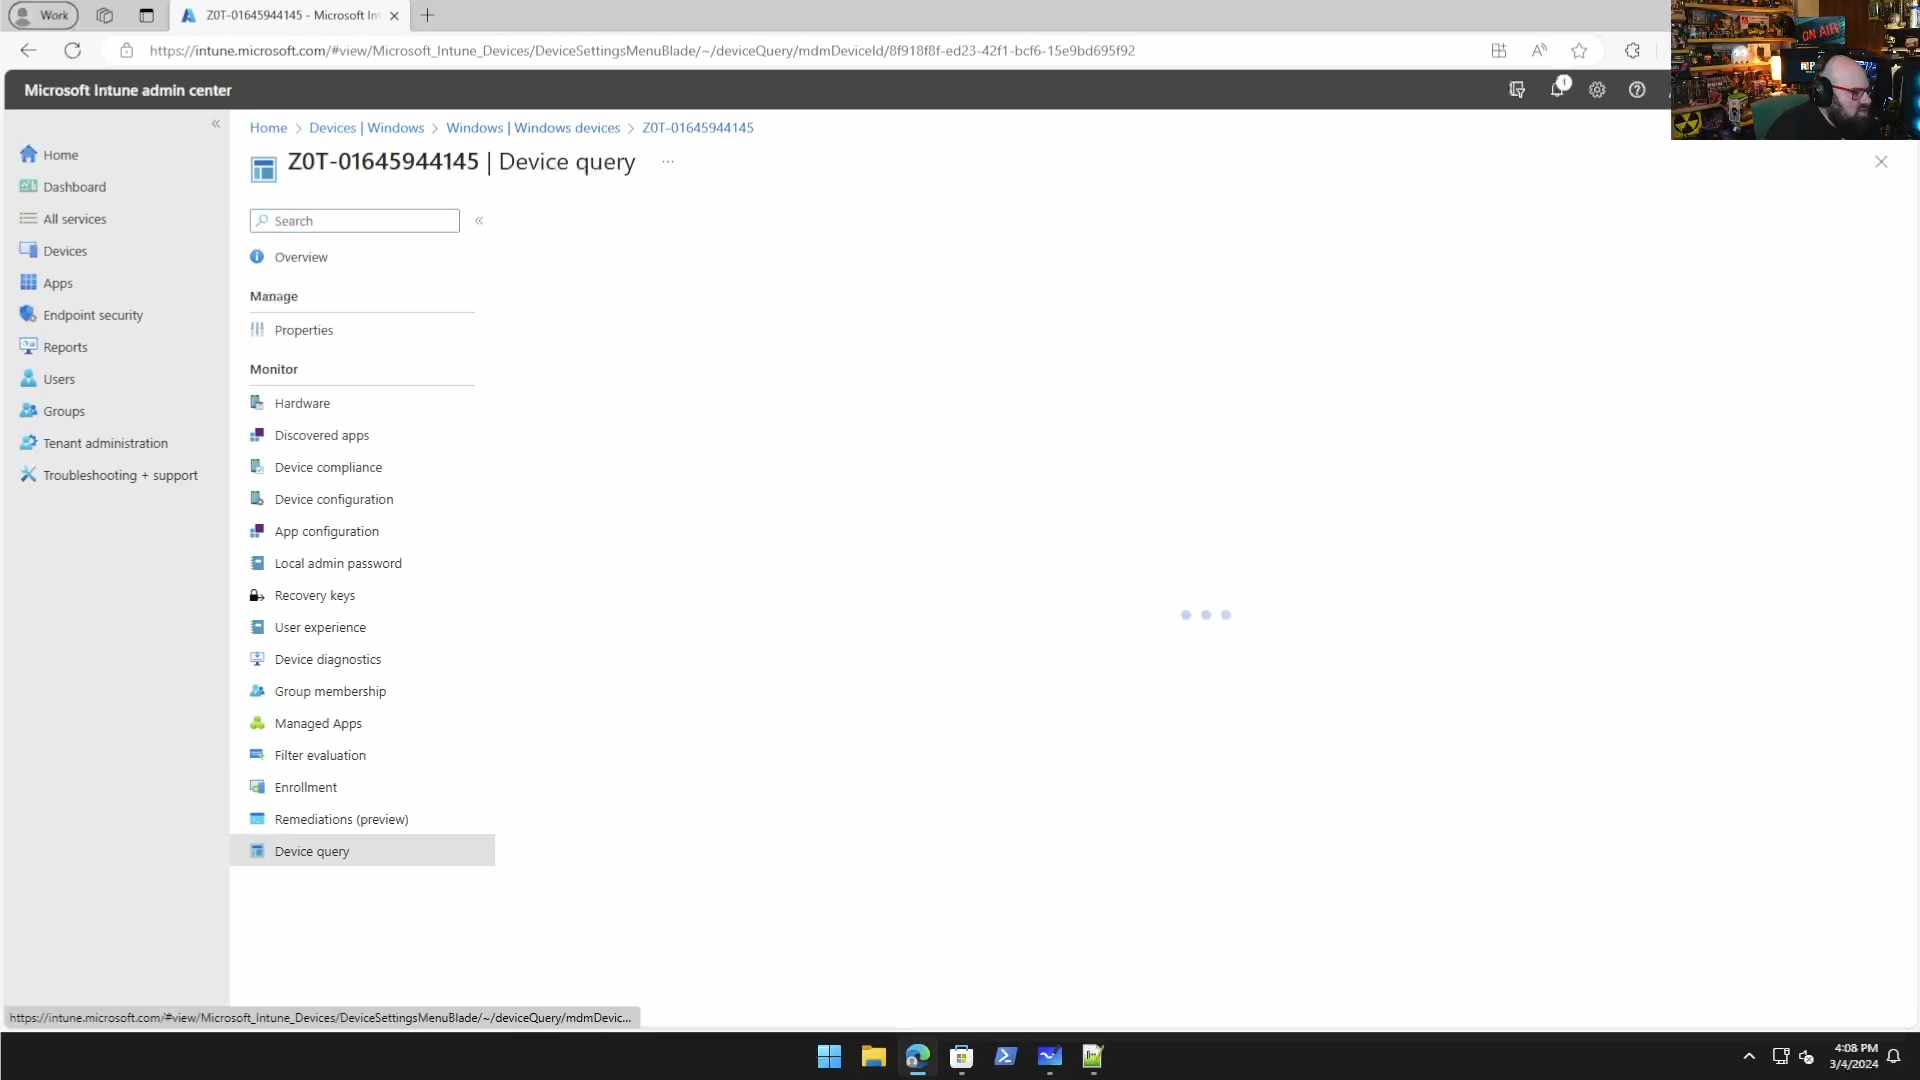 Work
Z0T-01645944145 - Microsoft Int
https://intune.microsoft.com/#view/Microsoft_Intune_Devices/DeviceSettingsMenuBlade/~/deviceQuery/mdmDeviceId/8f918f8f-ed23-42f1-bcf6-15e9bd695f92
ON AIR
Microsoft Intune admin center
1
Home > Devices | Windows > Windows | Windows devices > Z0T-01645944145
Z0T-01645944145 | Device query ...
Home
Dashboard
All services
Devices
Apps
Endpoint security
Reports
Users
Groups
Tenant administration
Troubleshooting + support
Search
Overview
Manage
Properties
Monitor
Hardware
Discovered apps
Device compliance
Device configuration
App configuration
Local admin password
Recovery keys
User experience
Device diagnostics
Group membership
Managed Apps
Filter evaluation
Enrollment
Remediations (preview)
Device query
https://intune.microsoft.com/#view/Microsoft_Intune_Devices/DeviceSettingsMenuBlade/~/deviceQuery/mdmDevic...
4:08 PM
3/4/2024